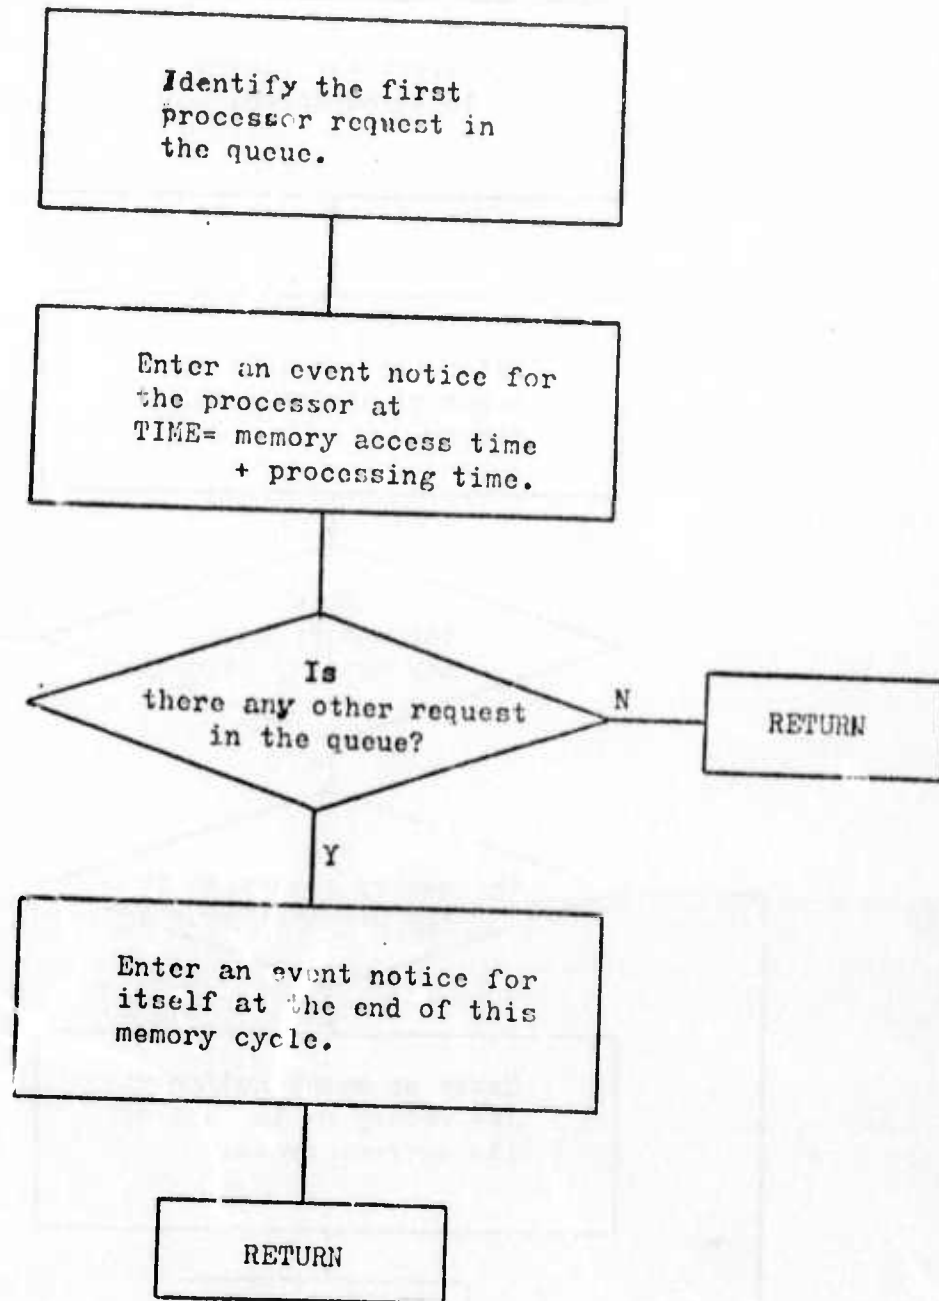 Identify the first
processor request in
the queue.
Enter an event notice for
the processor at
TIME= memory access time
+ processing time.
Is
there any other request
in the queue?
N
RETURN
Y
Enter an event notice for
itself at the end of this
memory cycle.
RETURN